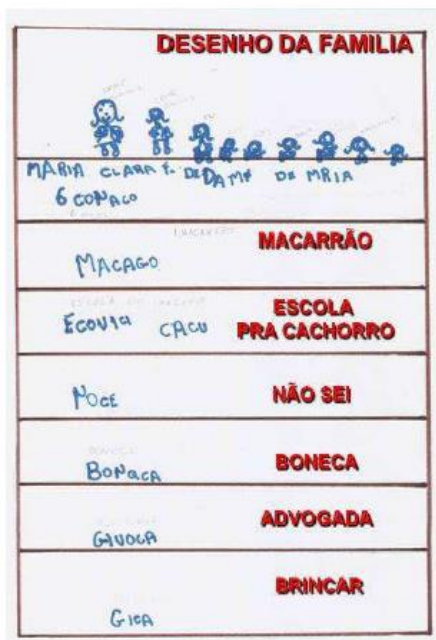 DESENHO DA FAMILIA
MARIA CLARA F. DE DAMF DE MRIA
6 CONACO
MACARRÃO
MACAGO
ESCOLA
PRA CACHORRO
ECOVIA CACU
NÃO SEI
NOCE
BONECA
BONACA
ADVOGADA
GAVOCA
BRINCAR
GICA